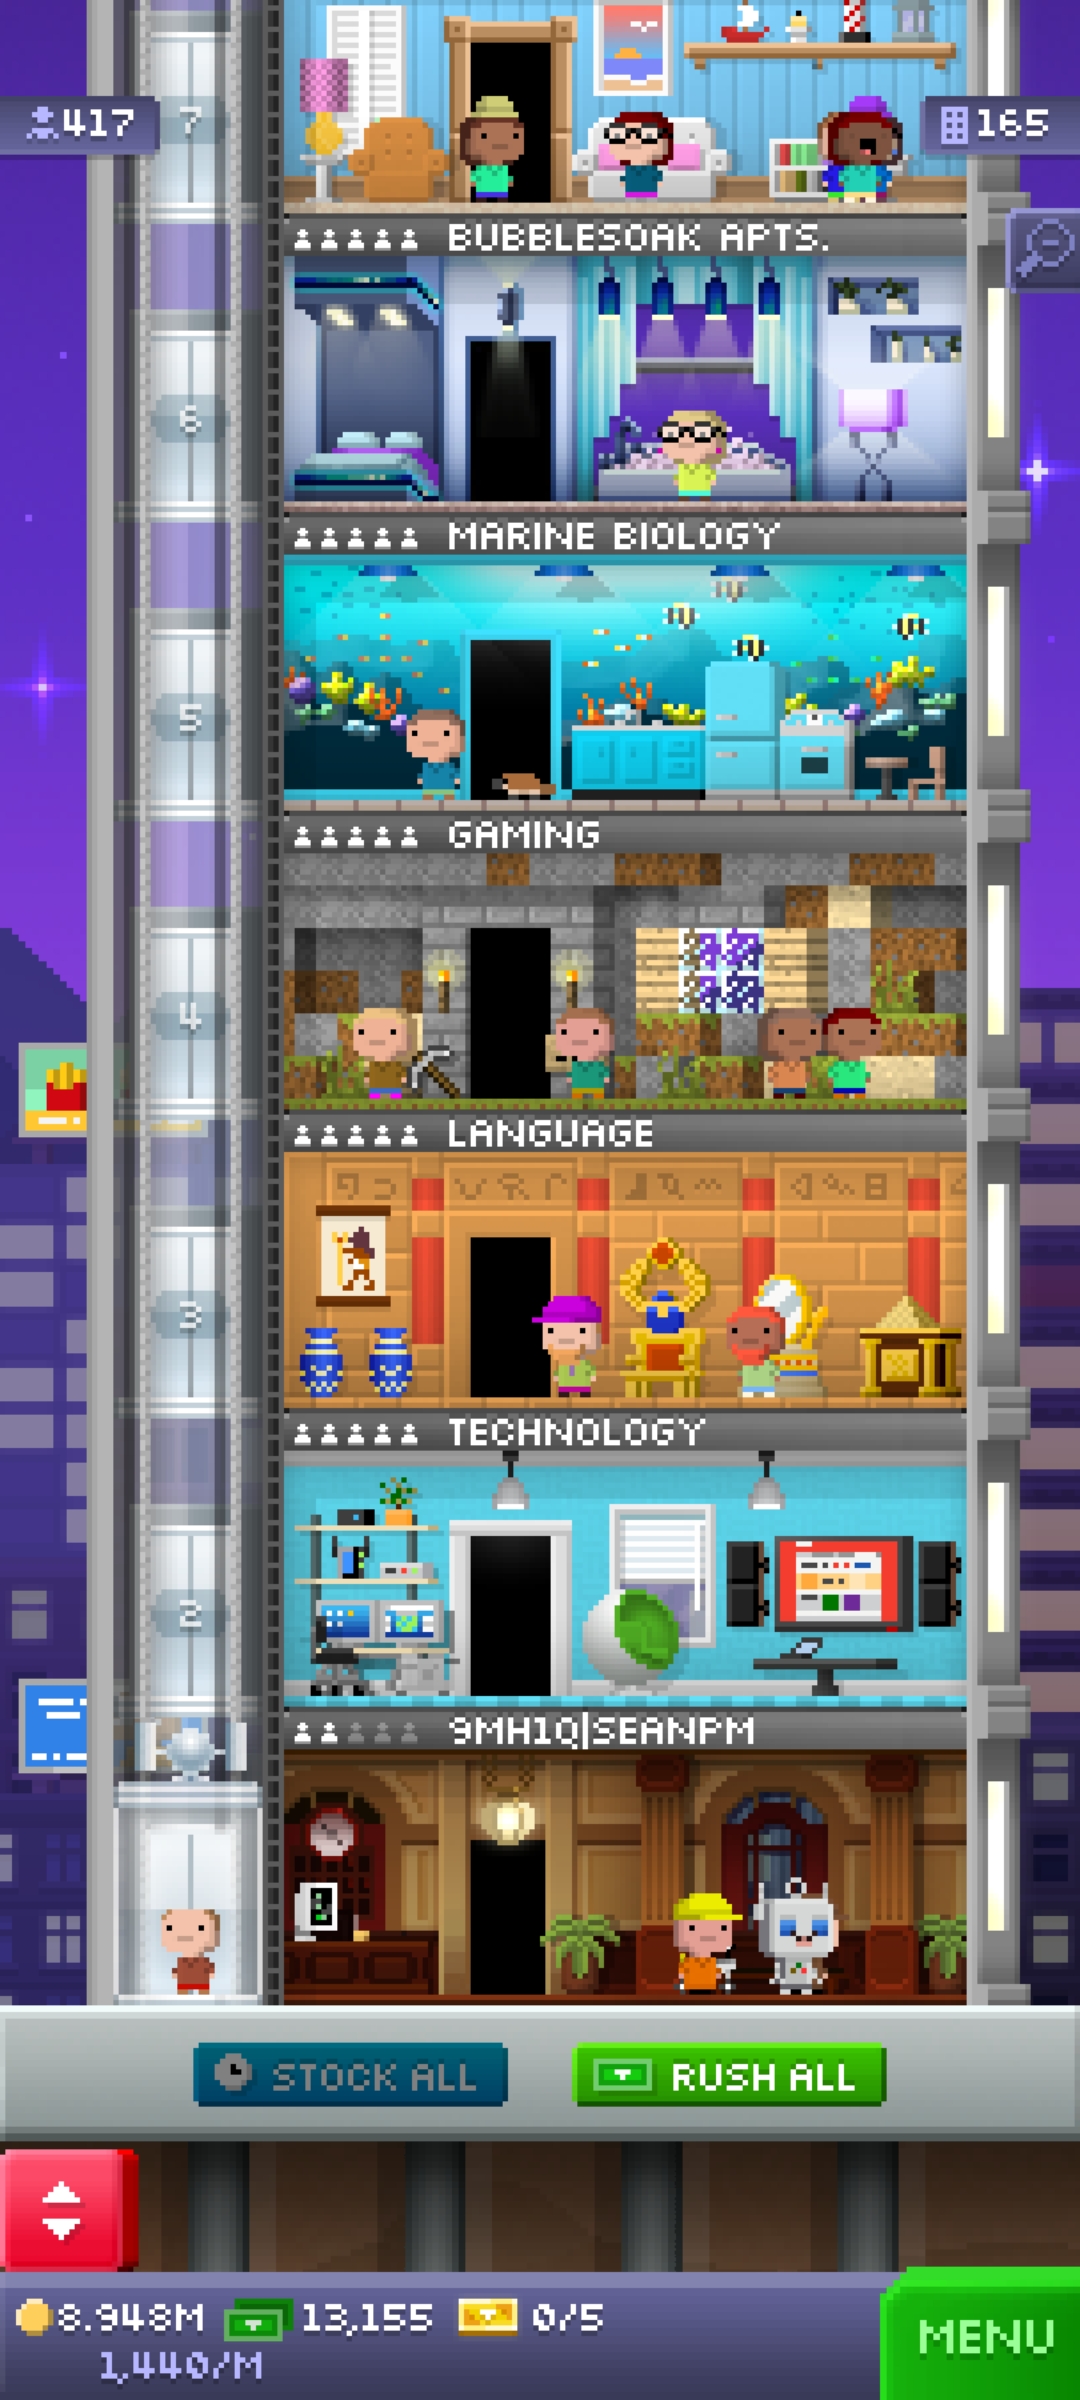 417
7
165
BUBBLESOAK APTS.
6
MARINE BIOLOGY
5
GAMING
4
LANGUAGE
3
TECHNOLOGY
2
9MH1Q|SEANPM
STOCK ALL
RUSH ALL
8.948M
13,155
0/5
1,440/M
MENU